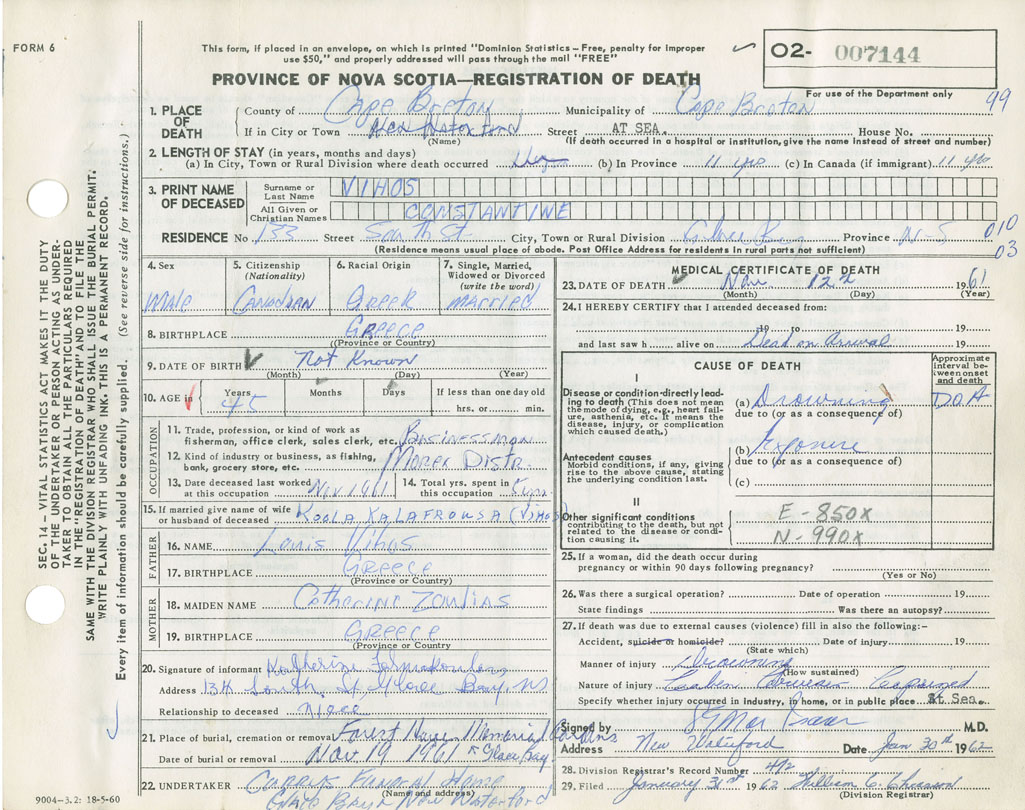 FORM 6
This form, if placed in an envelope, on which is printed "Dominion Statistics – Free, penalty for improper
use $50," and properly addressed will pass through the mail "FREE"
O2- 007144
PROVINCE OF NOVA SCOTIA—REGISTRATION OF DEATH
For use of the Department only
99
1. PLACE OF DEATH
County of Cape Breton Municipality of Cape Breton
If in City or Town New Waterford Street AT SEA. House No.
(Name) (If death occurred in a hospital or institution, give the name instead of street and number)
2. LENGTH OF STAY (in years, months and days)
(a) In City, Town or Rural Division where death occurred (b) In Province 11 yrs (c) In Canada (if immigrant) 11 yrs
3. PRINT NAME OF DECEASED
Surname or Last Name VIHOS
All Given or Christian Names CONSTANTINE
RESIDENCE No 133 Street South St. City, Town or Rural Division Glace Bay Province N-S
(Residence means usual place of abode. Post Office Address for residents in rural parts not sufficient)
010
03
4. Sex Male
5. Citizenship (Nationality) CANADIAN
6. Racial Origin GREEK
7. Single, Married, Widowed or Divorced (write the word) MARRIED
8. BIRTHPLACE GREECE
(Province or Country)
9. DATE OF BIRTH Not Known
(Month) (Day) (Year)
10. AGE in Years 45 Months Days If less than one day old
hrs. or min.
OCCUPATION
11. Trade, profession, or kind of work as
fisherman, office clerk, sales clerk, etc. Businessman
12. Kind of industry or business, as fishing,
bank, grocery store, etc. Distr.
13. Date deceased last worked at this occupation Nov 1961
14. Total yrs. spent in this occupation
15. If married give name of wife
or husband of deceased KOULA KALAFROUSA (VIHOS)
FATHER
16. NAME Louis Vihos
17. BIRTHPLACE GREECE
(Province or Country)
MOTHER
18. MAIDEN NAME Catherine Zoulias
19. BIRTHPLACE GREECE
(Province or Country)
20. Signature of informant Katherine
Address 134 South St Glace Bay, NS
Relationship to deceased Niece
21. Place of burial, cremation or removal Forest Haven Memorial Gardens
Date of burial or removal Nov 19 1961 Glace Bay
22. UNDERTAKER Curry's Funeral Home
(Name and address)
Glace Bay & New Waterford
9004-3.2: 18-5-60
MEDICAL CERTIFICATE OF DEATH
23. DATE OF DEATH Nov. 12th 1961
(Month) (Day) (Year)
24. I HEREBY CERTIFY that I attended deceased from:
19 to 19
and last saw h alive on Dead on Arrival 19
CAUSE OF DEATH
Approximate interval between onset and death
I
Disease or condition directly leading to death (This does not mean the mode of dying, e.g., heart failure, asthenia, etc. It means the disease, injury, or complication which caused death.)
(a) Drowning D.O.A
due to (or as a consequence of)
Antecedent causes
Morbid conditions, if any, giving rise to the above cause, stating the underlying condition last.
(b) Exposure
due to (or as a consequence of)
(c)
II
Other significant conditions
contributing to the death, but not related to the disease or condition causing it.
E-850X
N-990X
25. If a woman, did the death occur during
pregnancy or within 90 days following pregnancy?
(Yes or No)
26. Was there a surgical operation? Date of operation 19
State findings Was there an autopsy?
27. If death was due to external causes (violence) fill in also the following:-
Accident, suicide or homicide? Date of injury 19
(State which)
Manner of injury Drowning
(How sustained)
Nature of injury Cabin Cruiser Capsized
Specify whether injury occurred in industry, in home, or in public place At Sea.
Signed by M.D.
Address New Waterford Date Jan 30th 1962
28. Division Registrar's Record Number 412
29. Filed January 31st 1962
(Division Registrar)
SEC. 14 – VITAL STATISTICS ACT MAKES IT THE DUTY
OF THE UNDERTAKER OR PERSON ACTING AS UNDERTAKER
TO OBTAIN ALL THE PARTICULARS REQUIRED
IN THE "REGISTRATION OF DEATH" AND TO FILE THE
SAME WITH THE DIVISION REGISTRAR WHO SHALL ISSUE THE BURIAL PERMIT.
WRITE PLAINLY WITH UNFADING INK. THIS IS A PERMANENT RECORD.
Every item of information should be carefully supplied. (See reverse side for instructions.)